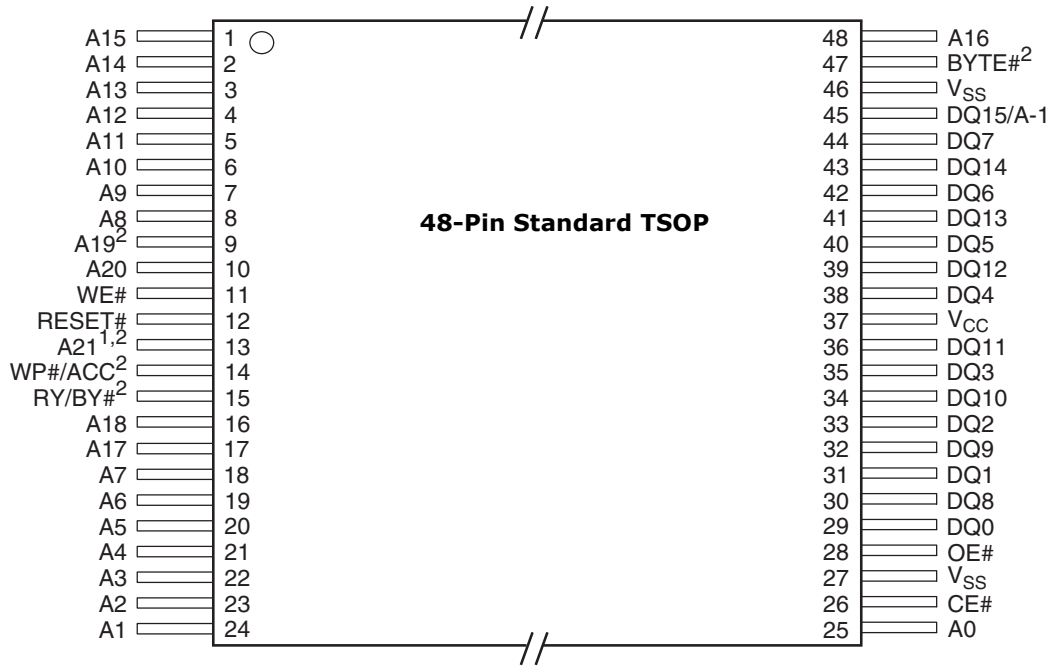 A15 1 48 A16
A14 2 47 BYTE#2
A13 3 46 VSS
A12 4 45 DQ15/A-1
A11 5 44 DQ7
A10 6 43 DQ14
A9 7 42 DQ6
A8 8 41 DQ13
48-Pin Standard TSOP
A19² 9 40 DQ5
A20 10 39 DQ12
WE# 11 38 DQ4
RESET# 12 37 VCC
A21¹,² 13 36 DQ11
WP#/ACC² 14 35 DQ3
RY/BY#² 15 34 DQ10
A18 16 33 DQ2
A17 17 32 DQ9
A7 18 31 DQ1
A6 19 30 DQ8
A5 20 29 DQ0
A4 21 28 OE#
A3 22 27 VSS
A2 23 26 CE#
A1 24 25 A0